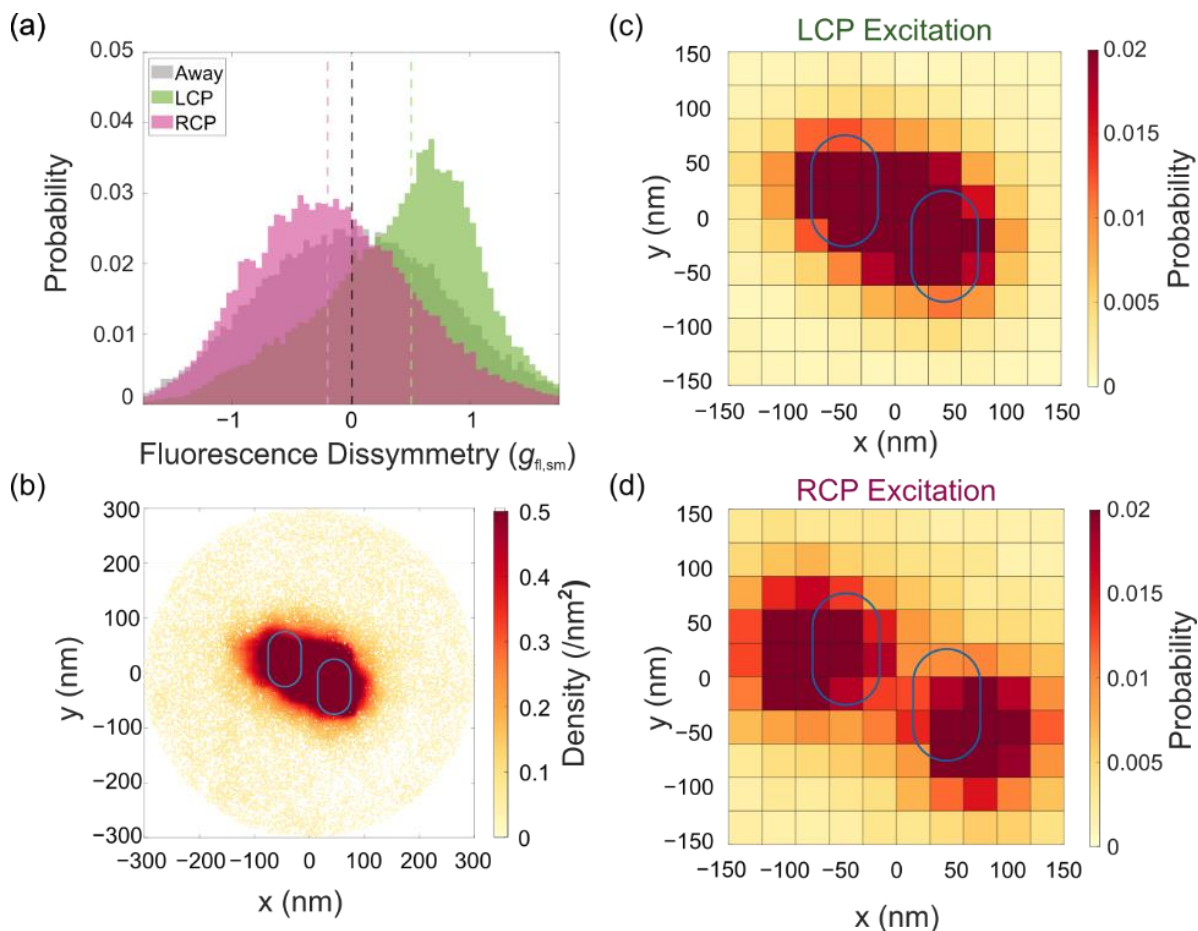 (a)
0.05
0.04
0.03
0.02
0.01
0
Probability
Away
LCP
RCP
−1 0 1
Fluorescence Dissymmetry (gfl,sm)
(b)
300
200
100
0
−100
−200
−300
y (nm)
−300 −200 −100 0 100 200 300
x (nm)
0.5
0.4
0.3
0.2
0.1
0
Density (/nm²)
(c)
LCP Excitation
150
100
50
0
−50
−100
−150
y (nm)
−150 −100 −50 0 50 100 150
x (nm)
0.02
0.015
0.01
0.005
0
Probability
(d)
RCP Excitation
150
100
50
0
−50
−100
−150
y (nm)
−150 −100 −50 0 50 100 150
x (nm)
0.02
0.015
0.01
0.005
0
Probability